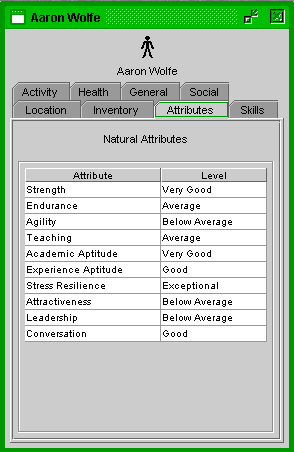 Aaron Wolfe
Aaron Wolfe
Activity Health General Social
Location Inventory Attributes Skills
Natural Attributes
Attribute Level
Strength Very Good
Endurance Average
Agility Below Average
Teaching Average
Academic Aptitude Very Good
Experience Aptitude Good
Stress Resilience Exceptional
Attractiveness Below Average
Leadership Below Average
Conversation Good